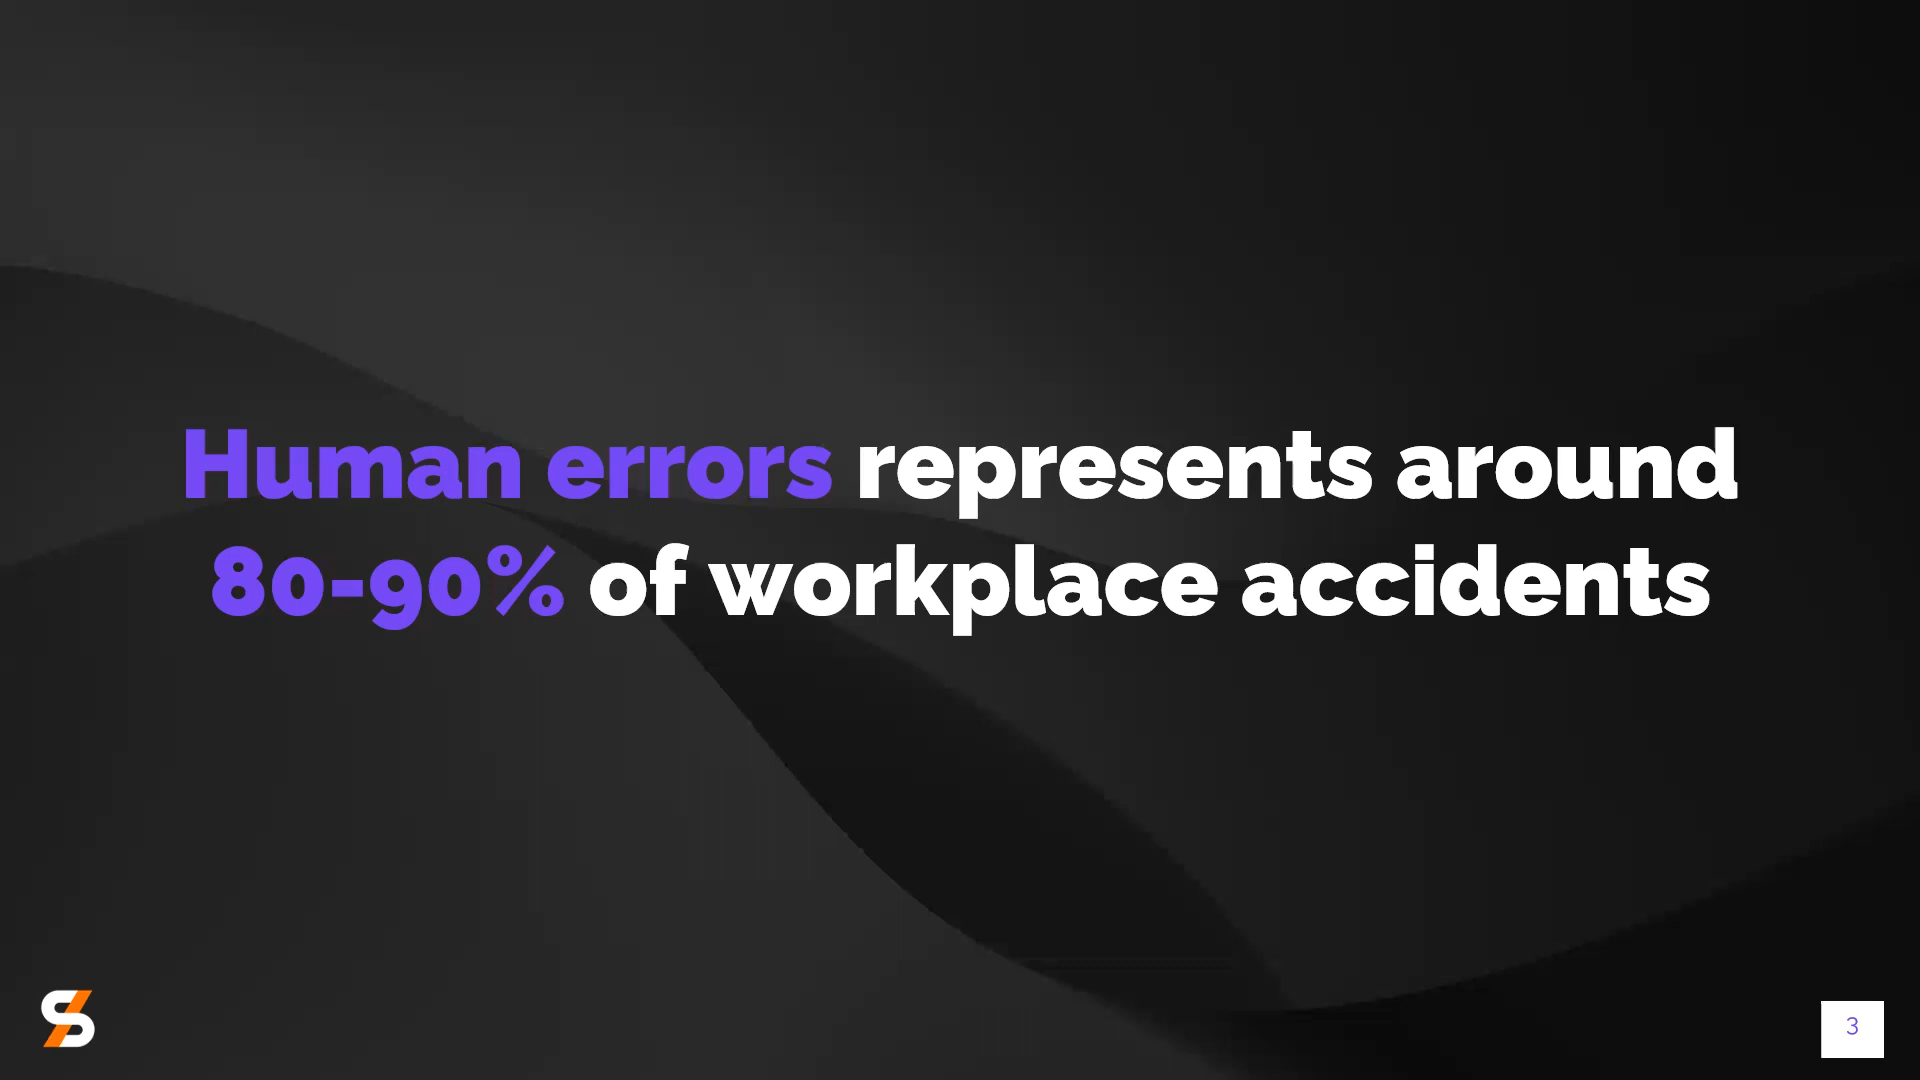 Human errors represents around
80-90% of workplace accidents
3